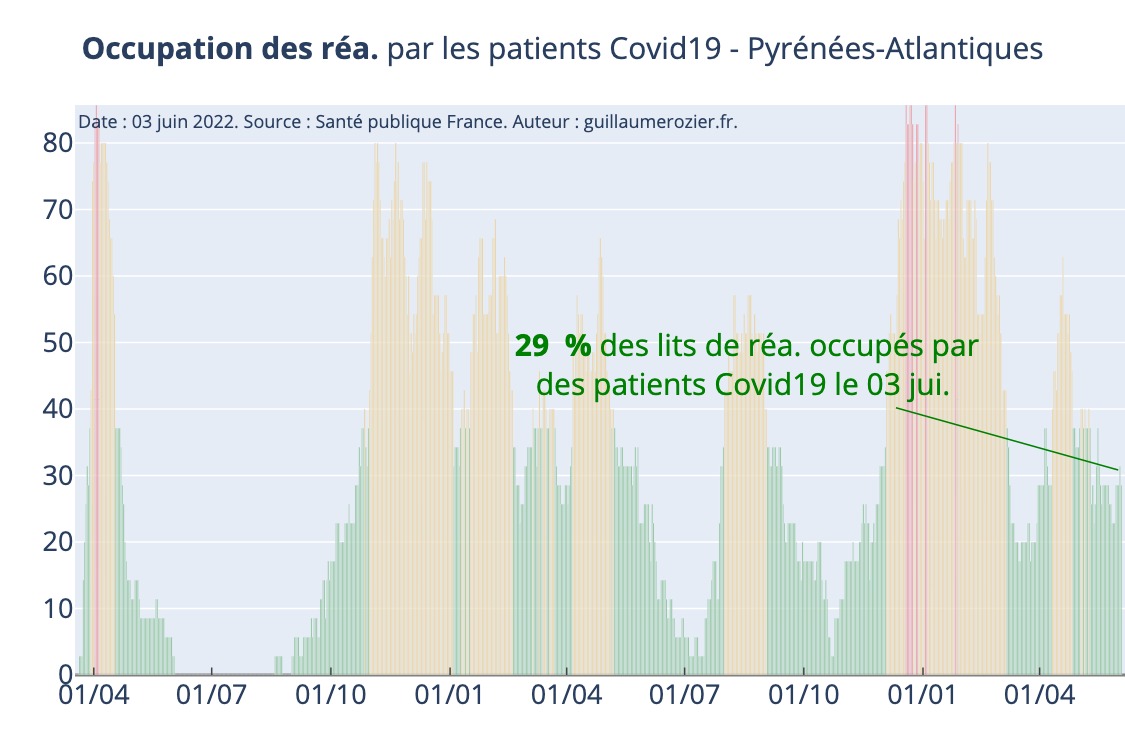 Occupation des réa. par les patients Covid19 - Pyrénées-Atlantiques
Date : 03 juin 2022. Source : Santé publique France. Auteur : guillaumerozier.fr.
80
70
60
50
40
30
20
10
0
29 % des lits de réa. occupés par
des patients Covid19 le 03 jui.
01/04 01/07 01/10 01/01 01/04 01/07 01/10 01/01 01/04